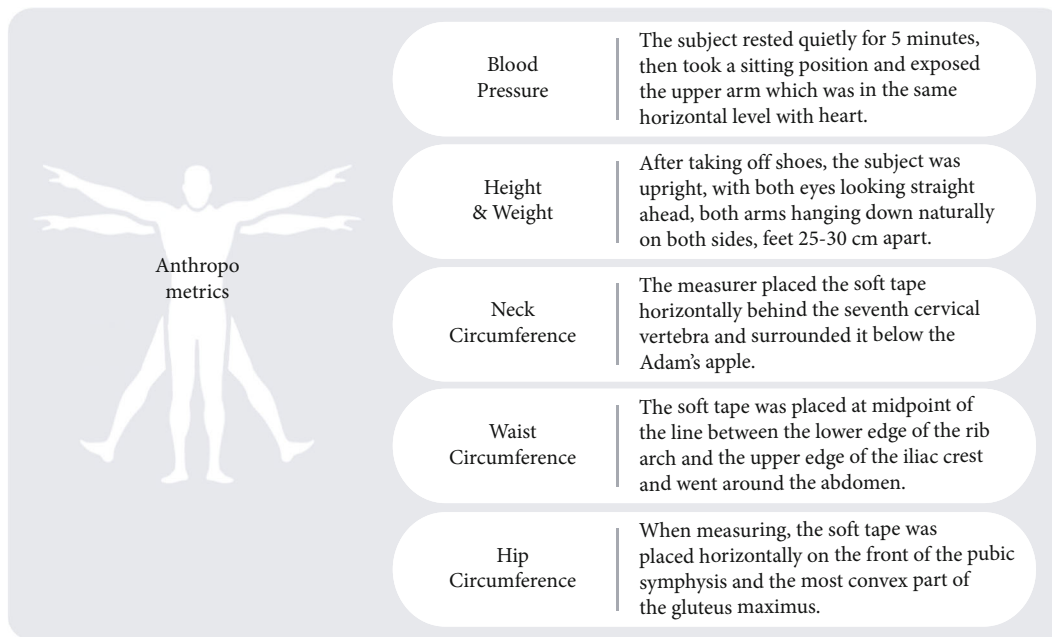 Anthropo
metrics
Blood
Pressure
The subject rested quietly for 5 minutes,
then took a sitting position and exposed
the upper arm which was in the same
horizontal level with heart.
Height
& Weight
After taking off shoes, the subject was
upright, with both eyes looking straight
ahead, both arms hanging down naturally
on both sides, feet 25-30 cm apart.
Neck
Circumference
The measurer placed the soft tape
horizontally behind the seventh cervical
vertebra and surrounded it below the
Adam's apple.
Waist
Circumference
The soft tape was placed at midpoint of
the line between the lower edge of the rib
arch and the upper edge of the iliac crest
and went around the abdomen.
Hip
Circumference
When measuring, the soft tape was
placed horizontally on the front of the pubic
symphysis and the most convex part of
the gluteus maximus.